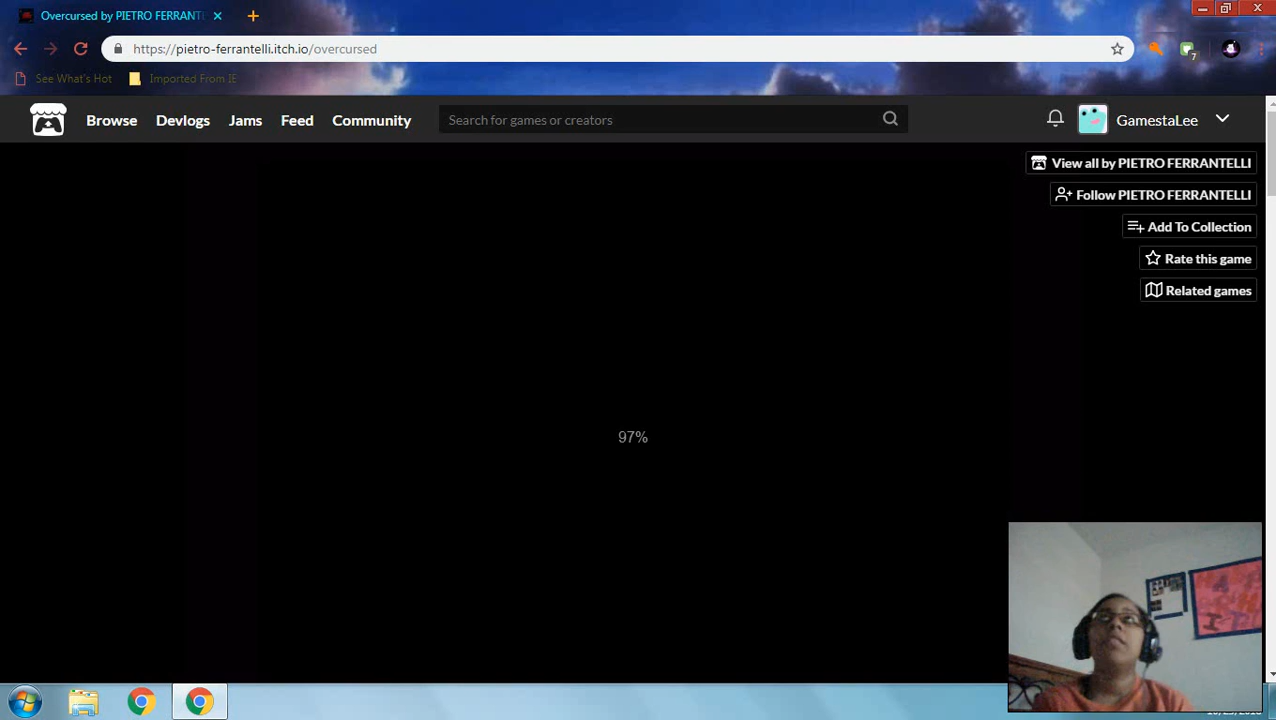 Overcursed by PIETRO FERRANT
https://pietro-ferrantelli.itch.io/overcursed
7
See What's Hot
Imported From IE
Browse
Devlogs
Jams
Feed
Community
Search for games or creators
GamestaLee
View all by PIETRO FERRANTELLI
Follow PIETRO FERRANTELLI
Add To Collection
Rate this game
Related games
97%